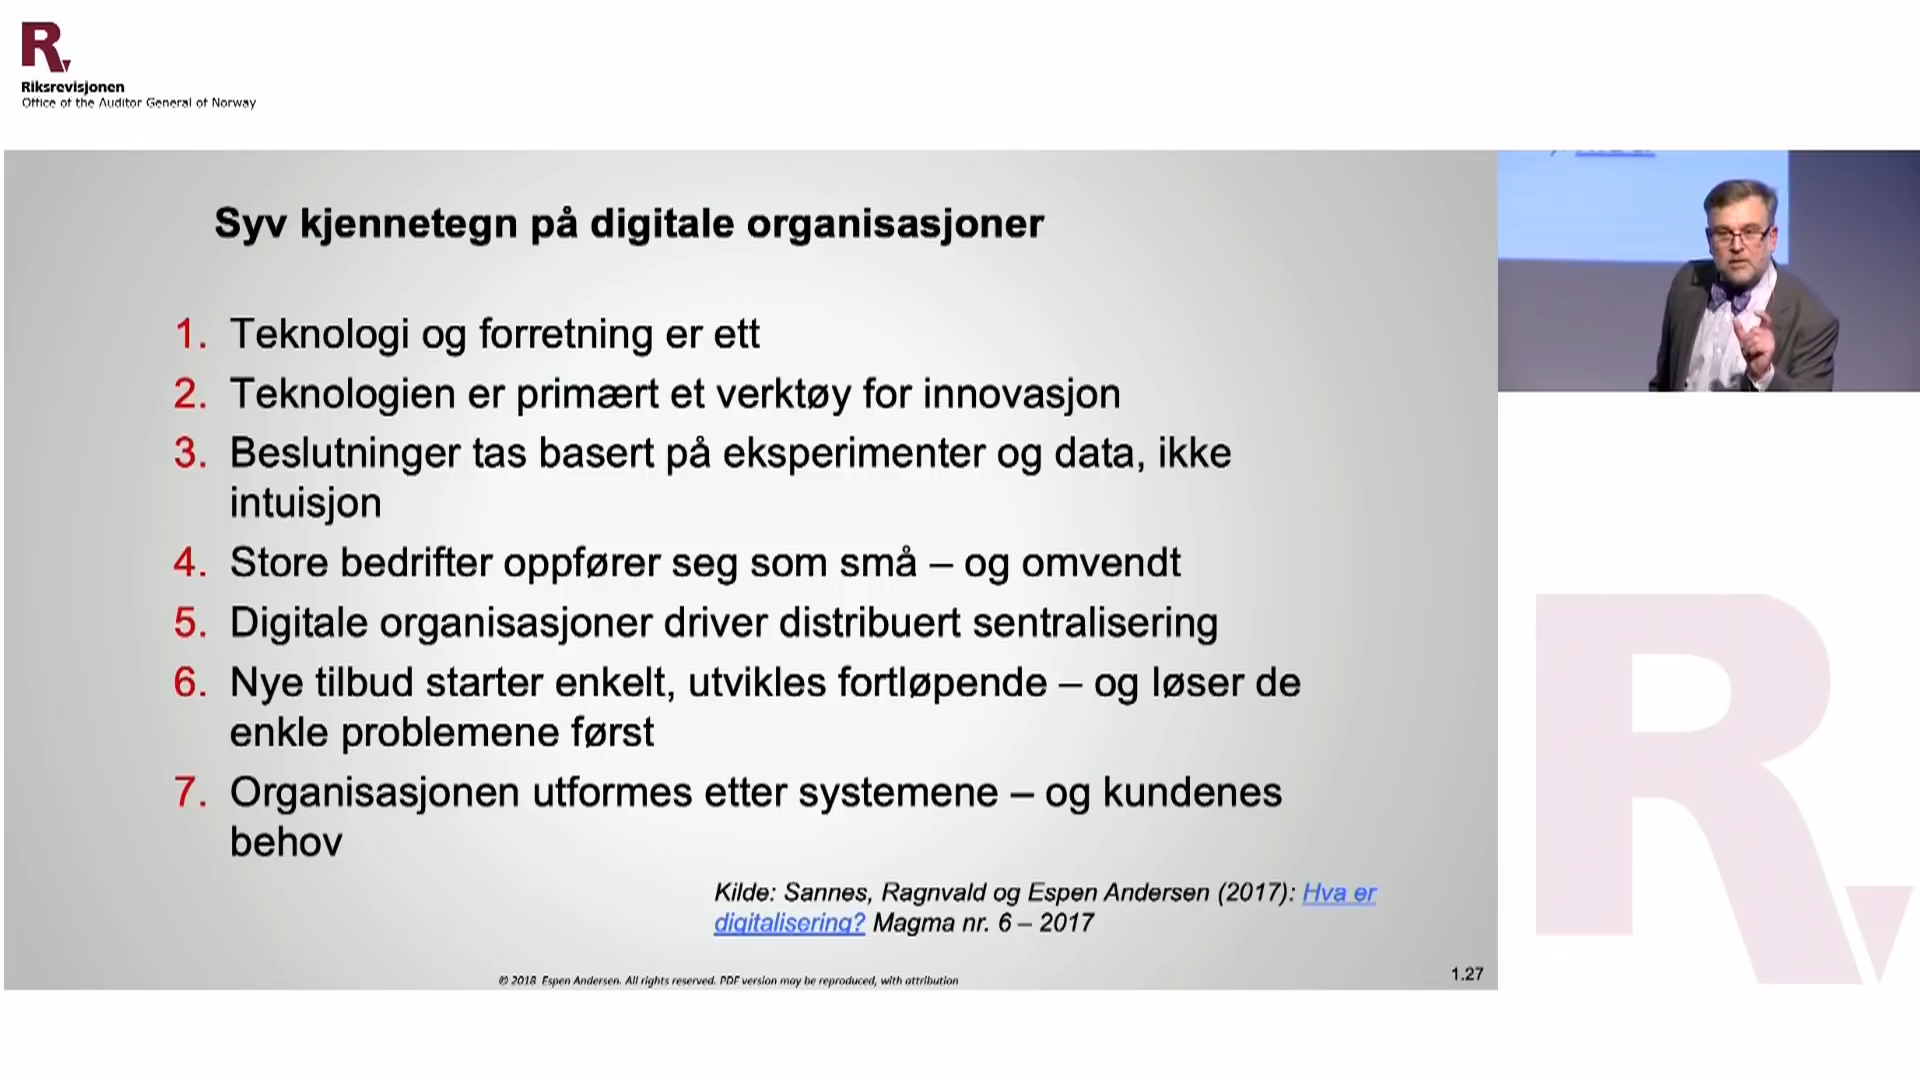 R
Riksrevisjonen
Office of the Auditor General of Norway
Syv kjennetegn på digitale organisasjoner
1. Teknologi og forretning er ett
2. Teknologien er primært et verktøy for innovasjon
3. Beslutninger tas basert på eksperimenter og data, ikke
intuisjon
4. Store bedrifter oppfører seg som små – og omvendt
5. Digitale organisasjoner driver distribuert sentralisering
6. Nye tilbud starter enkelt, utvikles fortløpende – og løser de
enkle problemene først
7. Organisasjonen utformes etter systemene – og kundenes
behov
Kilde: Sannes, Ragnvald og Espen Andersen (2017): Hva er
digitalisering? Magma nr. 6 – 2017
© 2018 Espen Andersen. All rights reserved. PDF version may be reproduced, with attribution
1.27
R